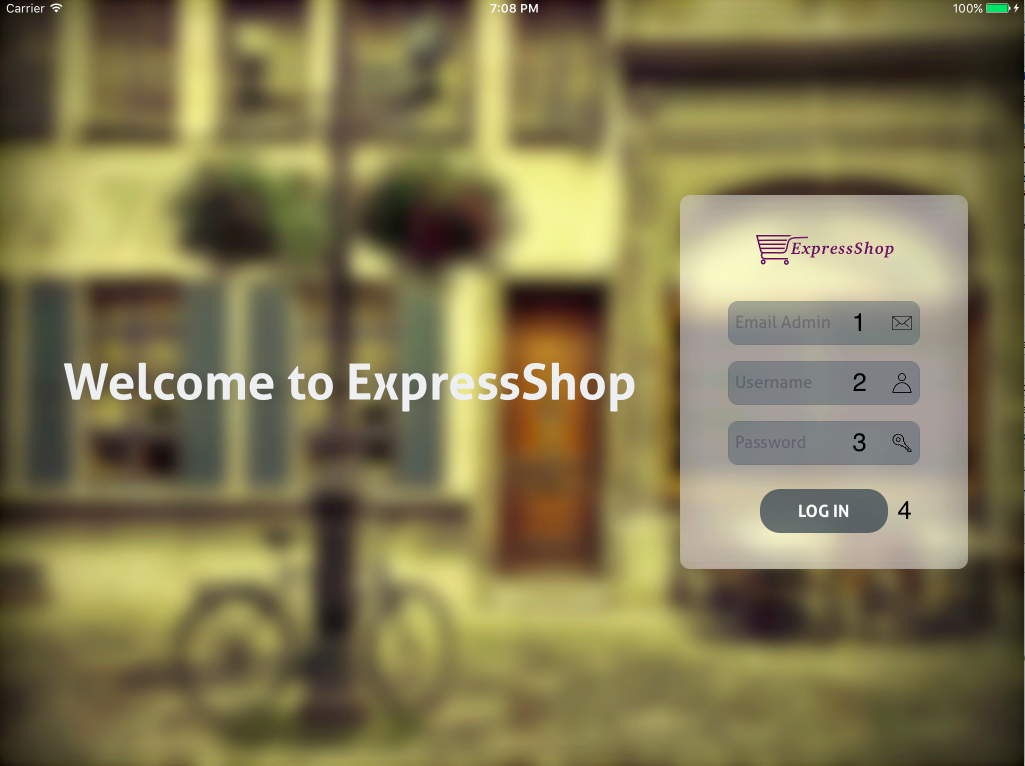 Carrier 7:08 PM 100%
ExpressShop
Email Admin 1
Username 2
Welcome to ExpressShop
Password 3
LOG IN 4